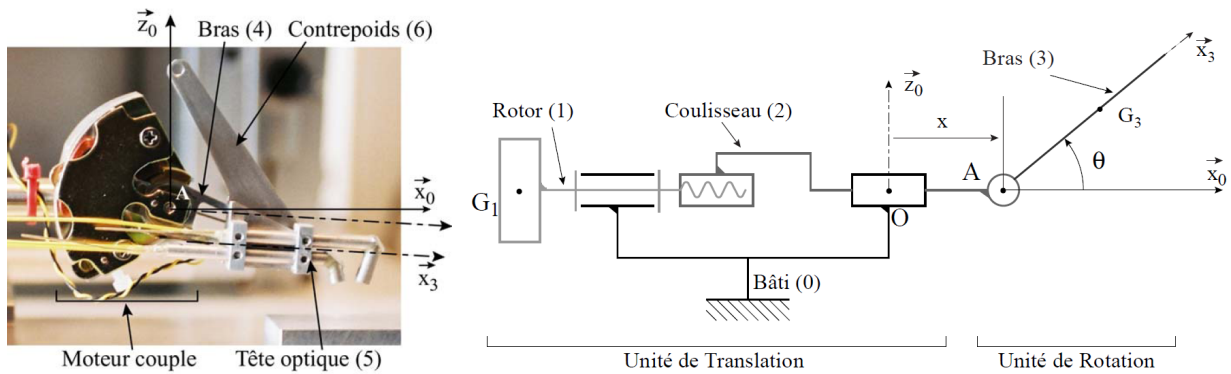 z₀
Bras (4)
Contrepoids (6)
A
x₀
x₃
Moteur couple
Tête optique (5)
Rotor (1)
Coulisseau (2)
z₀
x
Bras (3)
x₃
G₃
θ
A
x₀
G₁
O
Bâti (0)
Unité de Translation
Unité de Rotation